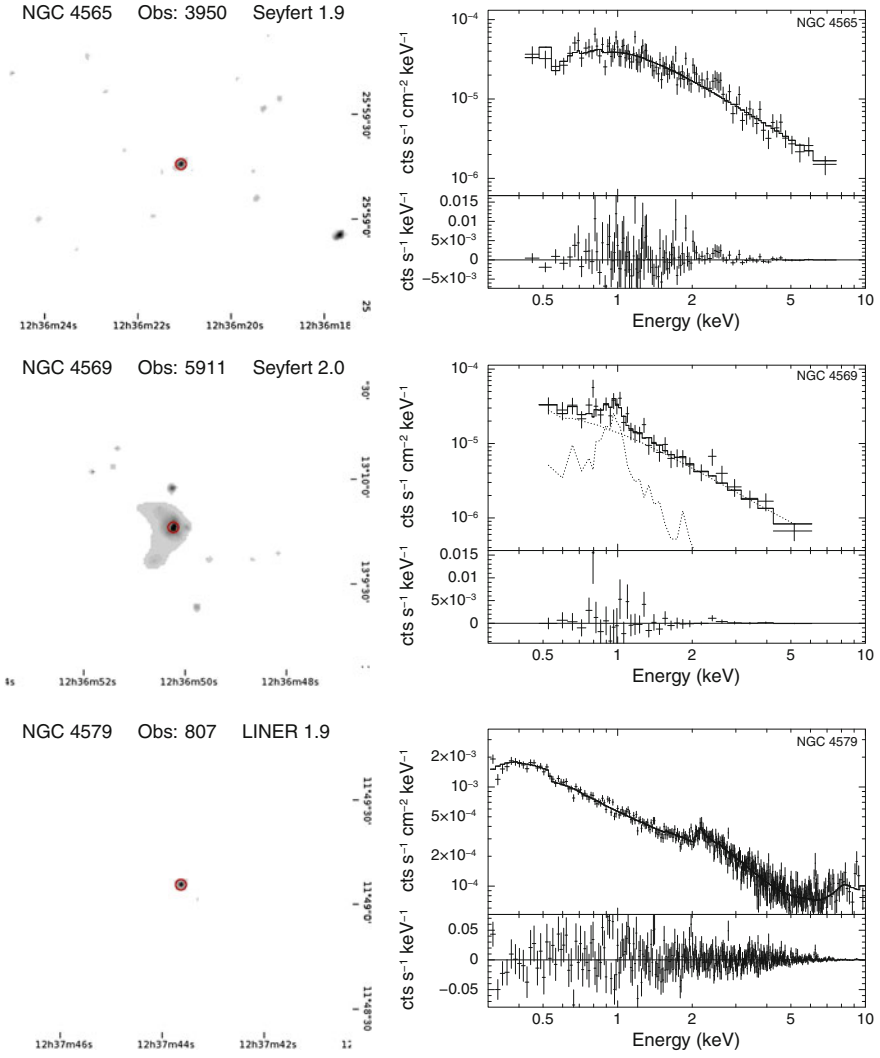 NGC 4565 Obs: 3950 Seyfert 1.9
25°59'30"
25°59'0"
25
12h36m24s 12h36m22s 12h36m20s 12h36m18
NGC 4565
cts s−1 cm−2 keV−1
10−4
10−5
10−6
cts s−1 keV−1
0.015
0.01
5×10−3
0
−5×10−3
0.5 1 2 5 10
Energy (keV)
NGC 4569 Obs: 5911 Seyfert 2.0
30"
13°10'0"
13°9'30"
4s 12h36m52s 12h36m50s 12h36m48s
NGC 4569
cts s−1 cm−2 keV−1
10−4
10−5
10−6
cts s−1 keV−1
0.015
0.01
5×10−3
0
0.5 1 2 5 10
Energy (keV)
NGC 4579 Obs: 807 LINER 1.9
11°49'30"
11°49'0"
11°48'30
12h37m46s 12h37m44s 12h37m42s 12
NGC 4579
cts s−1 cm−2 keV−1
2×10−3
10−3
5×10−4
2×10−4
10−4
cts s−1 keV−1
0.05
0
−0.05
0.5 1 2 5 10
Energy (keV)